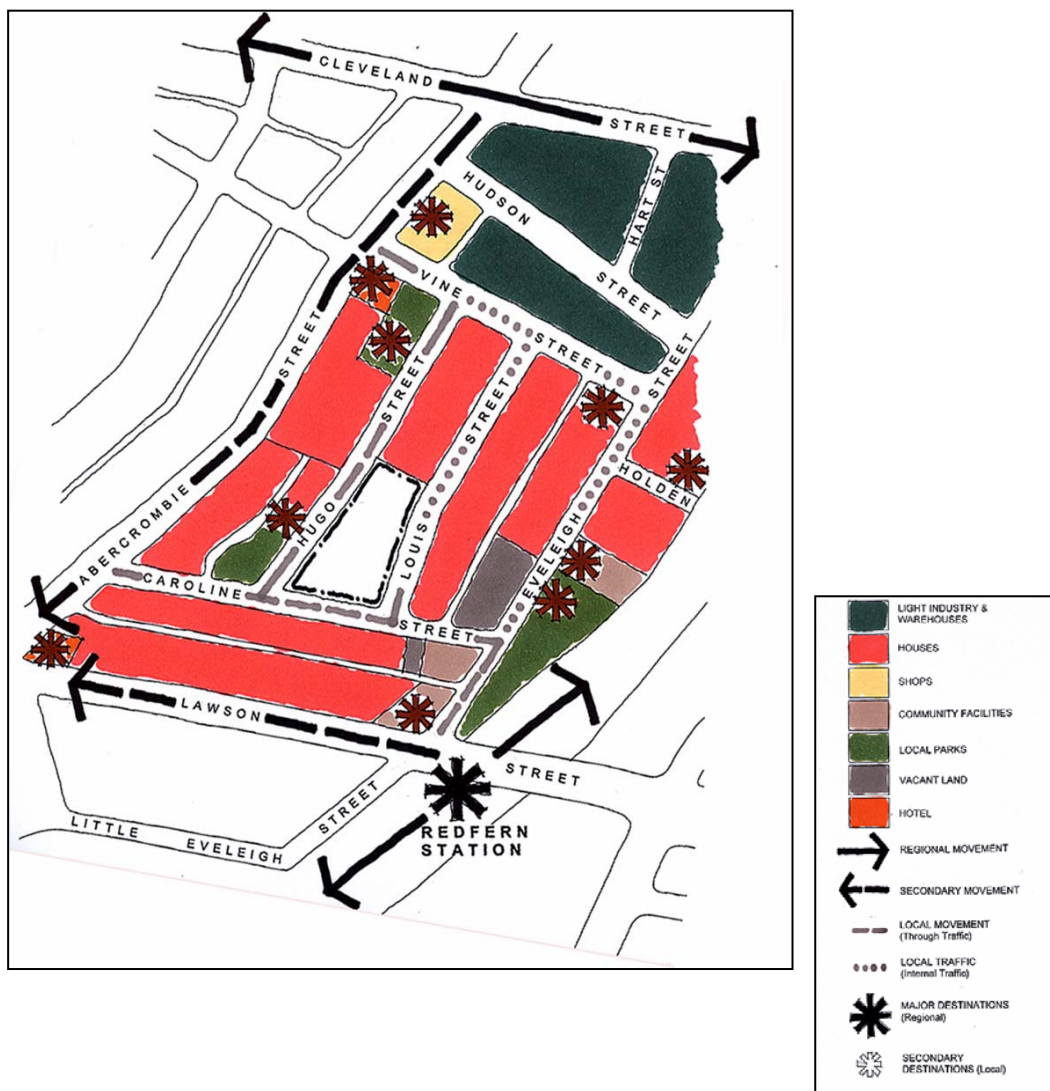 CLEVELAND
STREET
HART ST
HUDSON
STREET
VINE
STREET
STREET
STREET
STREET
STREET
HOLDEN
ABERCROMBIE
HUGO
LOUIS
EVELEIGH
CAROLINE
STREET
LAWSON
STREET
STREET
LITTLE
EVELEIGH
REDFERN
STATION
LIGHT INDUSTRY &
WAREHOUSES
HOUSES
SHOPS
COMMUNITY FACILITIES
LOCAL PARKS
VACANT LAND
HOTEL
REGIONAL MOVEMENT
SECONDARY MOVEMENT
LOCAL MOVEMENT
(Through Traffic)
LOCAL TRAFFIC
(Internal Traffic)
MAJOR DESTINATIONS
(Regional)
SECONDARY
DESTINATIONS (Local)